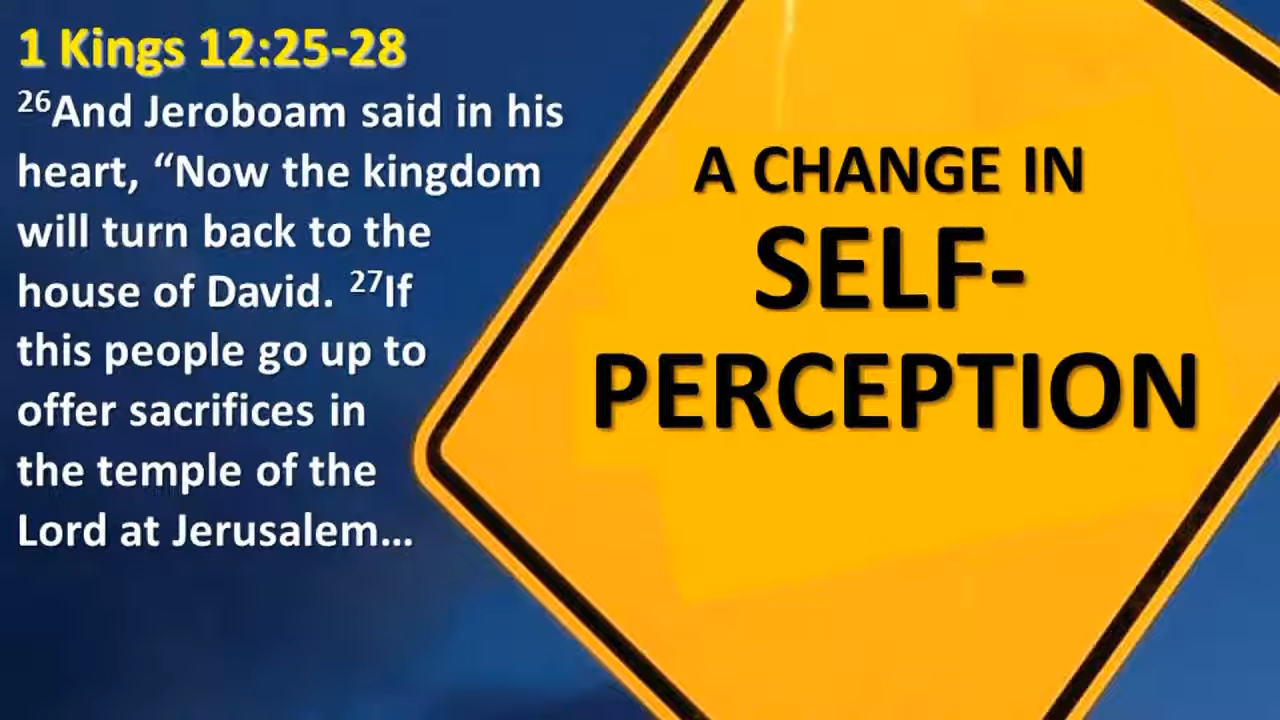 1 Kings 12:25-28
²⁶And Jeroboam said in his
heart, “Now the kingdom
will turn back to the
house of David. ²⁷If
this people go up to
offer sacrifices in
the temple of the
Lord at Jerusalem...
A CHANGE IN
SELF-
PERCEPTION